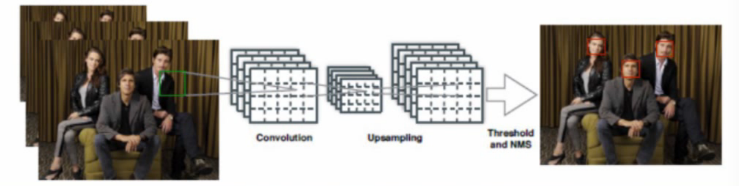 Convolution
Upsampling
Threshold
and NMS